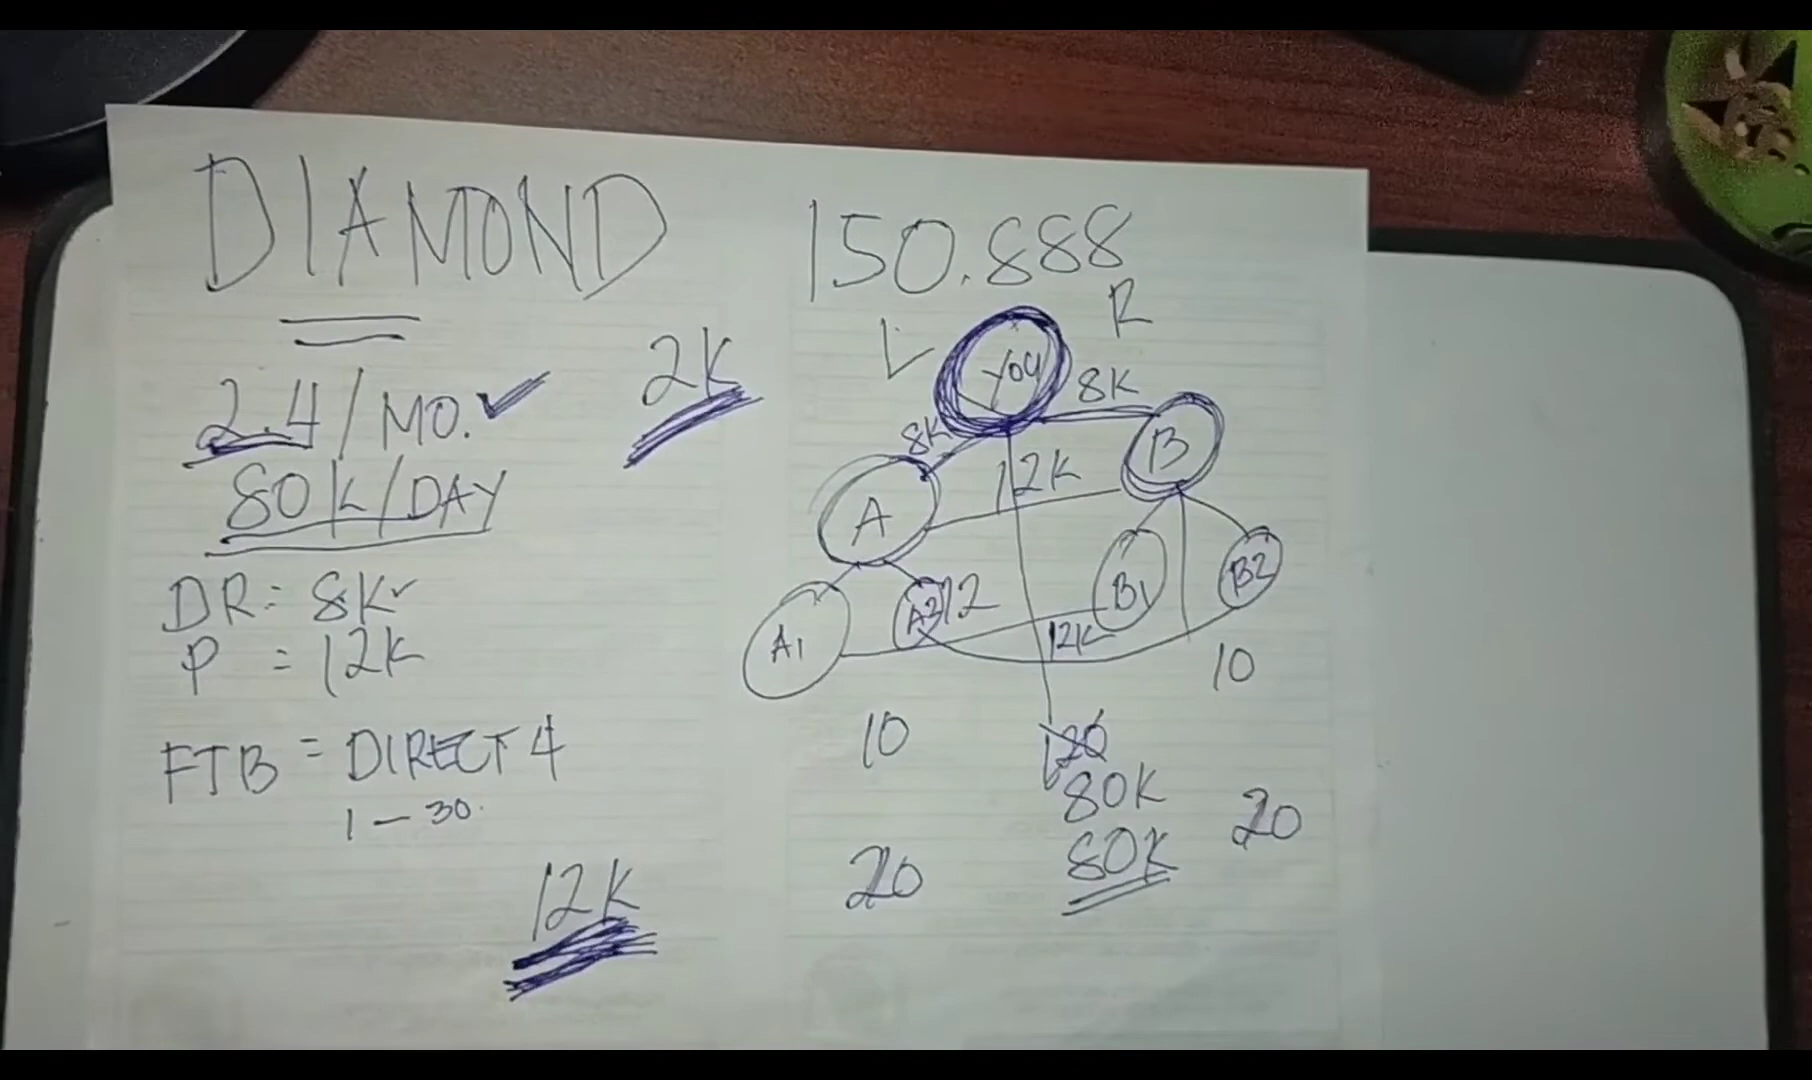 DIAMOND 150.888
2.4/MO. 2K
80K/DAY
DR = 8K
P = 12K
FTB = DIRECT 4
1 - 30.
12K
L R
YOU
8K 8K
A 12K B
A1 A2 12 B1 B2
12K
10 10
120
80K
20 80K 20